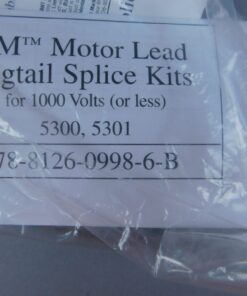 M™ Motor Lead
gtail Splice Kits
for 1000 Volts (or less)
5300, 5301
78-8126-0998-6-B